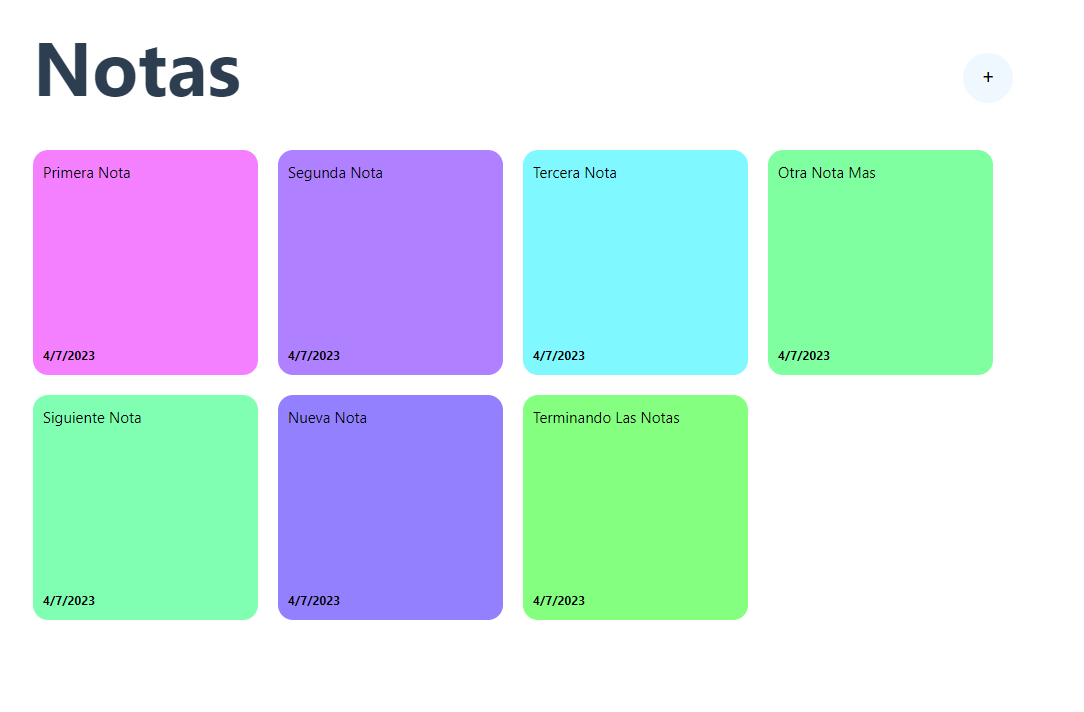 Notas
+
Primera Nota
4/7/2023
Segunda Nota
4/7/2023
Tercera Nota
4/7/2023
Otra Nota Mas
4/7/2023
Siguiente Nota
4/7/2023
Nueva Nota
4/7/2023
Terminando Las Notas
4/7/2023